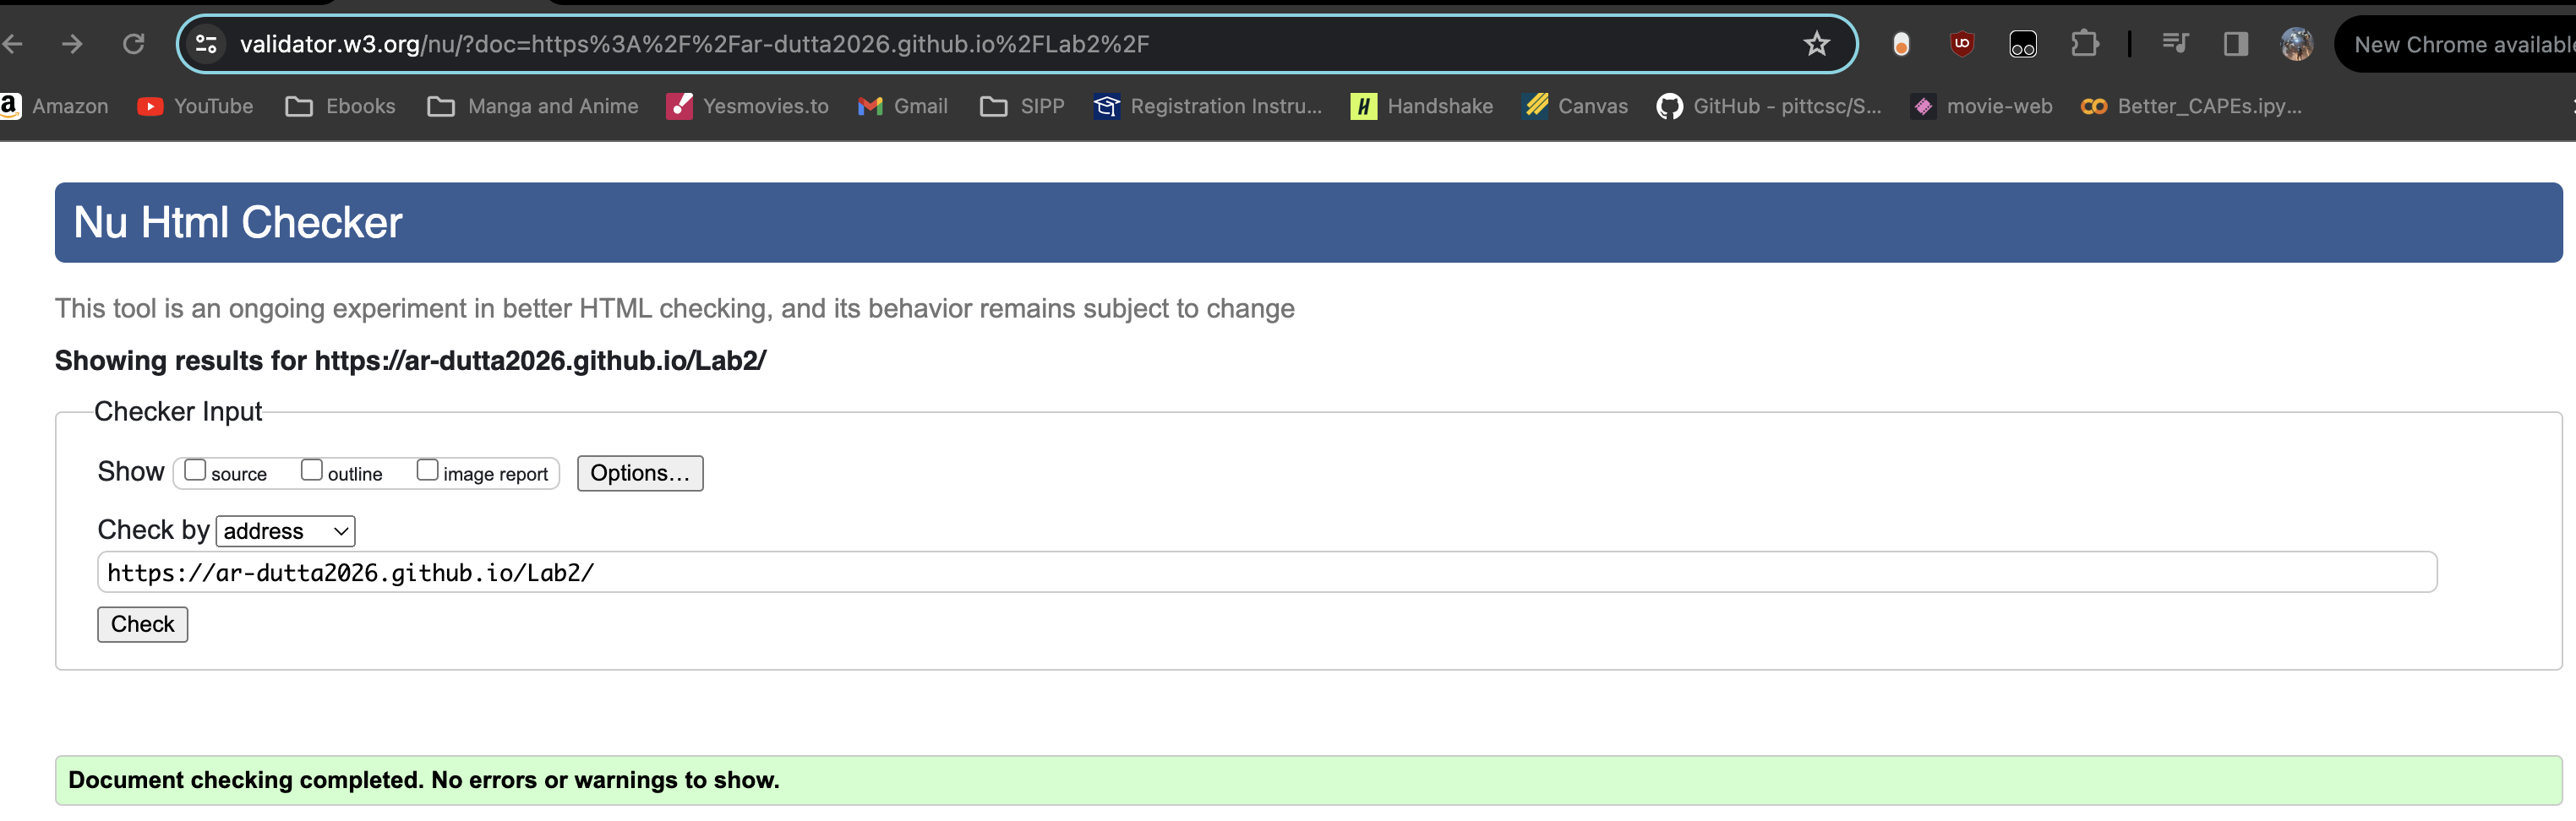 validator.w3.org/nu/?doc=https%3A%2F%2Far-dutta2026.github.io%2FLab2%2F
New Chrome available
Amazon YouTube Ebooks Manga and Anime Yesmovies.to Gmail SIPP Registration Instru... Handshake Canvas GitHub - pittcsc/S... movie-web Better_CAPEs.ipy...
Nu Html Checker
This tool is an ongoing experiment in better HTML checking, and its behavior remains subject to change
Showing results for https://ar-dutta2026.github.io/Lab2/
Checker Input
Show source outline image report Options...
Check by address
https://ar-dutta2026.github.io/Lab2/
Check
Document checking completed. No errors or warnings to show.